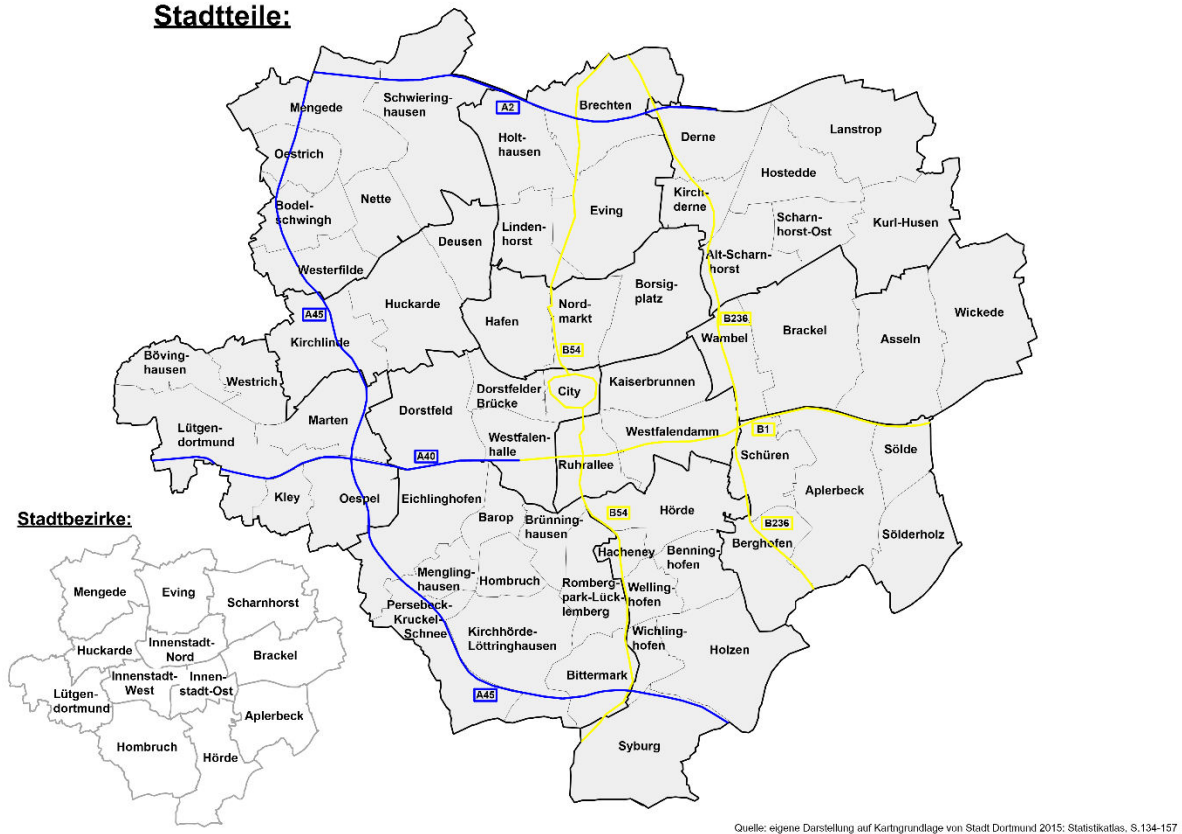 Stadtteile:
Mengede
Schwiering-
hausen
A2
Brechten
Holt-
hausen
Derne
Lanstrop
Oestrich
Hostedde
Nette
Kirch-
derne
Bodel-
schwingh
Eving
Scharn-
horst-Ost
Kurl-Husen
Linden-
horst
Deusen
Alt-Scharn-
horst
Westerfilde
Borsig-
platz
Huckarde
Nord-
markt
Wickede
A45
Hafen
B236
Brackel
Asseln
Kirchlinde
Wambel
B54
Böving-
hausen
Westrich
Dorstfeld
Dorstfelder
Brücke
City
Kaiserbrunnen
Marten
Lütgen-
dortmund
Westfalen-
halle
Westfalendamm
B1
A40
Ruhrallee
Schüren
Sölde
Kley
Oespel
Eichlinghofen
Aplerbeck
Hörde
Barop
Brünning-
hausen
B54
B236
Sölderholz
Berghofen
Hacheney
Benning-
hofen
Menglinghausen
Hombruch
Romberg-
park-Lück-
lemberg
Welling-
hofen
Persebeck-
Kruckel-
Schnee
Kirchhörde-
Löttringhausen
Wichling-
hofen
Holzen
Bittermark
A45
Syburg
Stadtbezirke:
Mengede
Eving
Scharnhorst
Huckarde
Innenstadt-
Nord
Brackel
Innenstadt-
West
Innen-
stadt-Ost
Lütgen-
dortmund
Aplerbeck
Hombruch
Hörde
Quelle: eigene Darstellung auf Kartngrundlage von Stadt Dortmund 2015: Statistikatlas, S.134-157